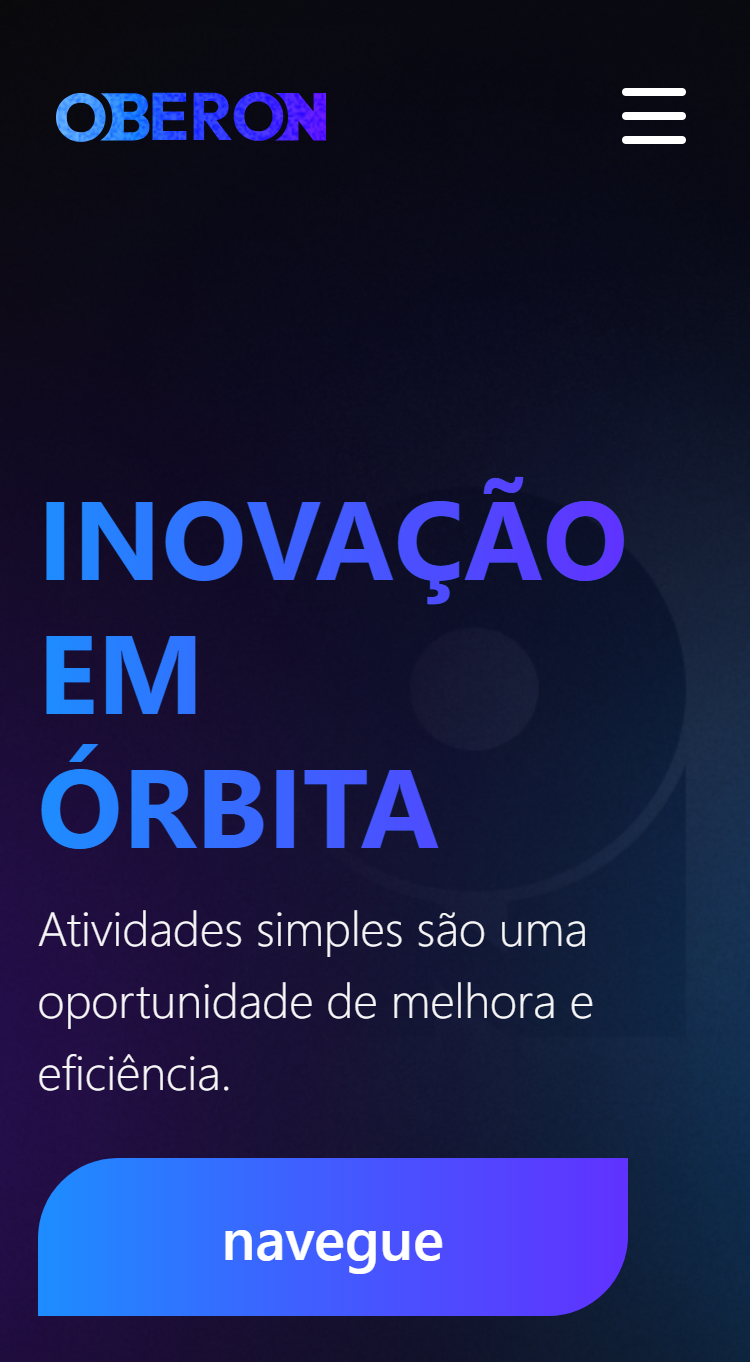 OBERON
INOVAÇÃO
EM
ÓRBITA
Atividades simples são uma
oportunidade de melhora e
eficiência.
navegue